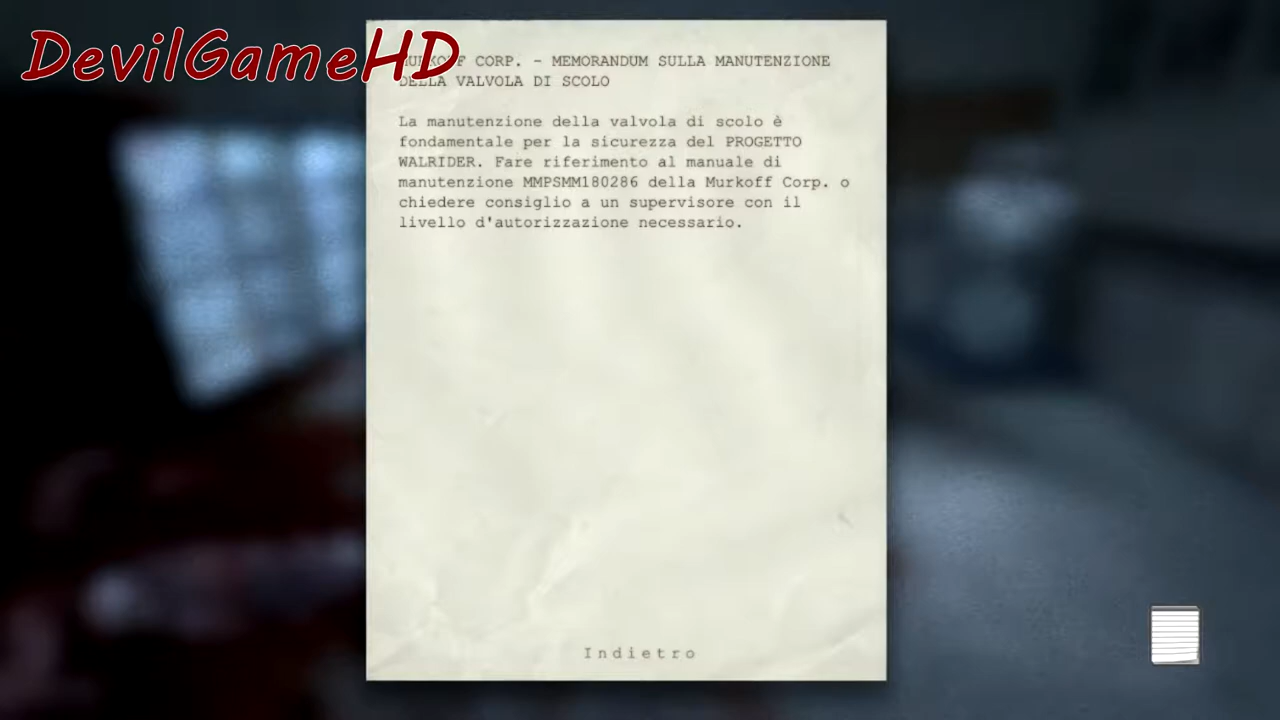 DevilGameHD
MURKOFF CORP. - MEMORANDUM SULLA MANUTENZIONE
DELLA VALVOLA DI SCOLO
La manutenzione della valvola di scolo è
fondamentale per la sicurezza del PROGETTO
WALRIDER. Fare riferimento al manuale di
manutenzione MMPSMM180286 della Murkoff Corp. o
chiedere consiglio a un supervisore con il
livello d'autorizzazione necessario.
Indietro